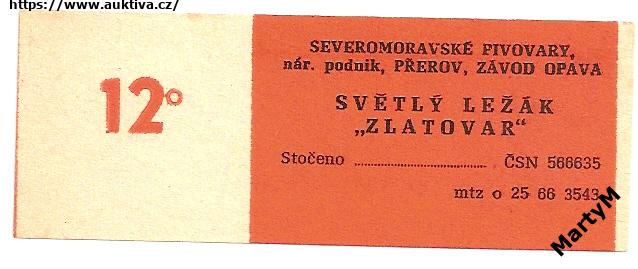 https://www.auktiva.cz/
12°
SEVEROMORAVSKÉ PIVOVARY,
nár. podnik, PŘEROV, ZÁVOD OPAVA
SVĚTLÝ LEŽÁK
„ZLATOVAR“
Stočeno ........................ ČSN 566635
mtz o 25 66 3543
MartyM